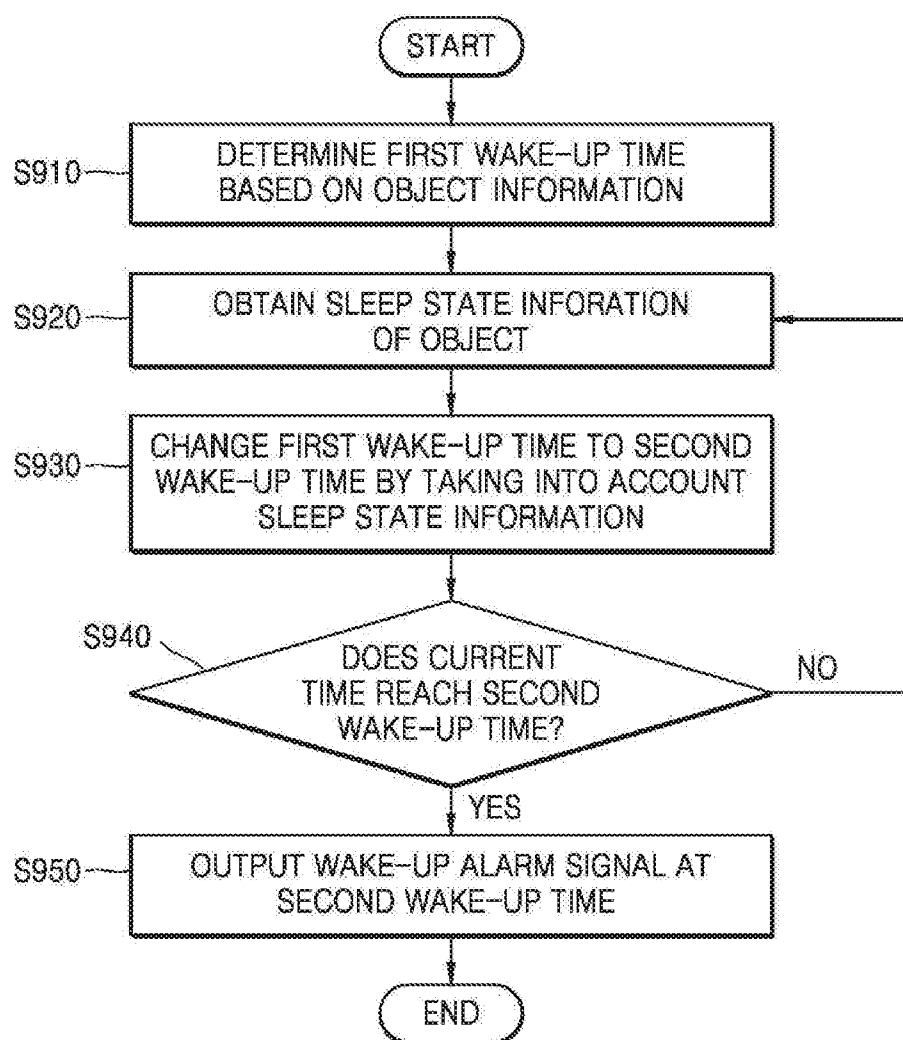 START
S910
DETERMINE FIRST WAKE-UP TIME
BASED ON OBJECT INFORMATION
S920
OBTAIN SLEEP STATE INFORATION
OF OBJECT
S930
CHANGE FIRST WAKE-UP TIME TO SECOND
WAKE-UP TIME BY TAKING INTO ACCOUNT
SLEEP STATE INFORMATION
S940
DOES CURRENT
TIME REACH SECOND
WAKE-UP TIME?
NO
YES
S950
OUTPUT WAKE-UP ALARM SIGNAL AT
SECOND WAKE-UP TIME
END